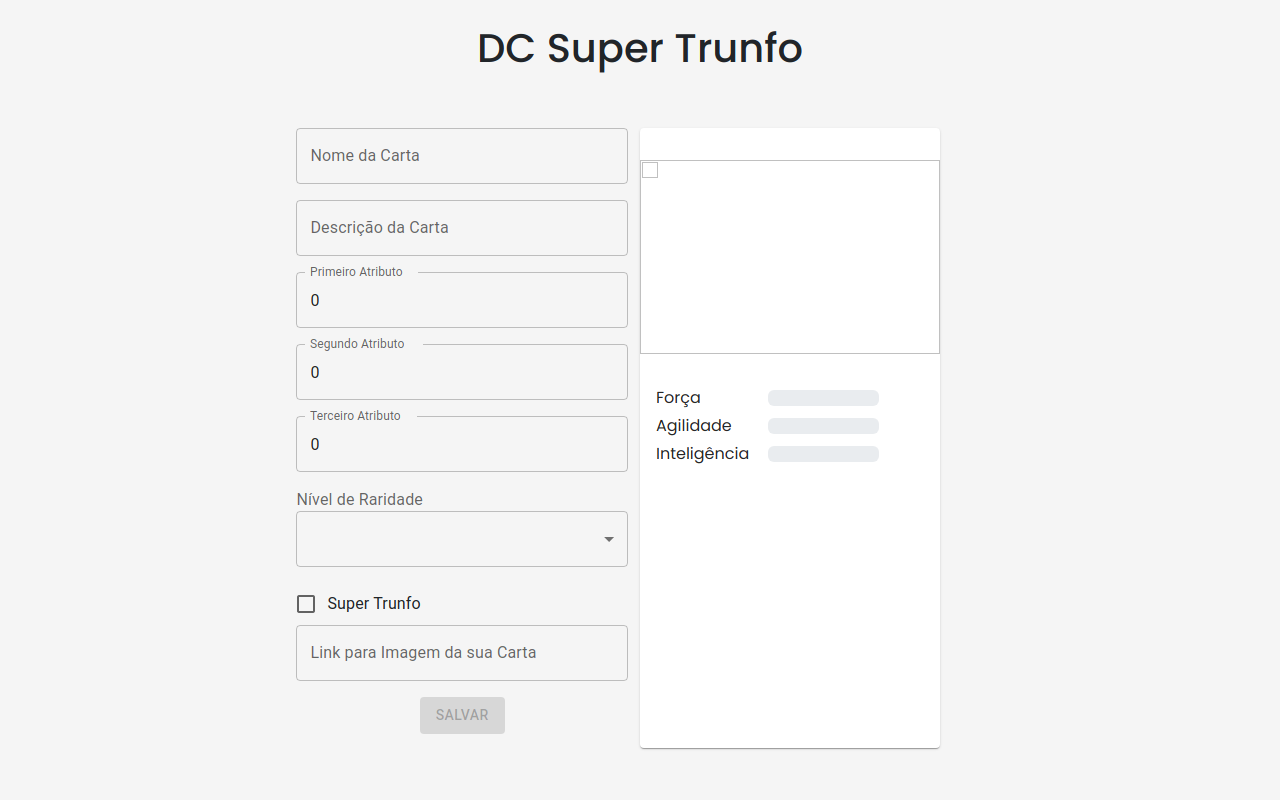 DC Super Trunfo
Nome da Carta
Descrição da Carta
Primeiro Atributo
0
Segundo Atributo
0
Terceiro Atributo
0
Nível de Raridade
Super Trunfo
Link para Imagem da sua Carta
SALVAR
Força
Agilidade
Inteligência